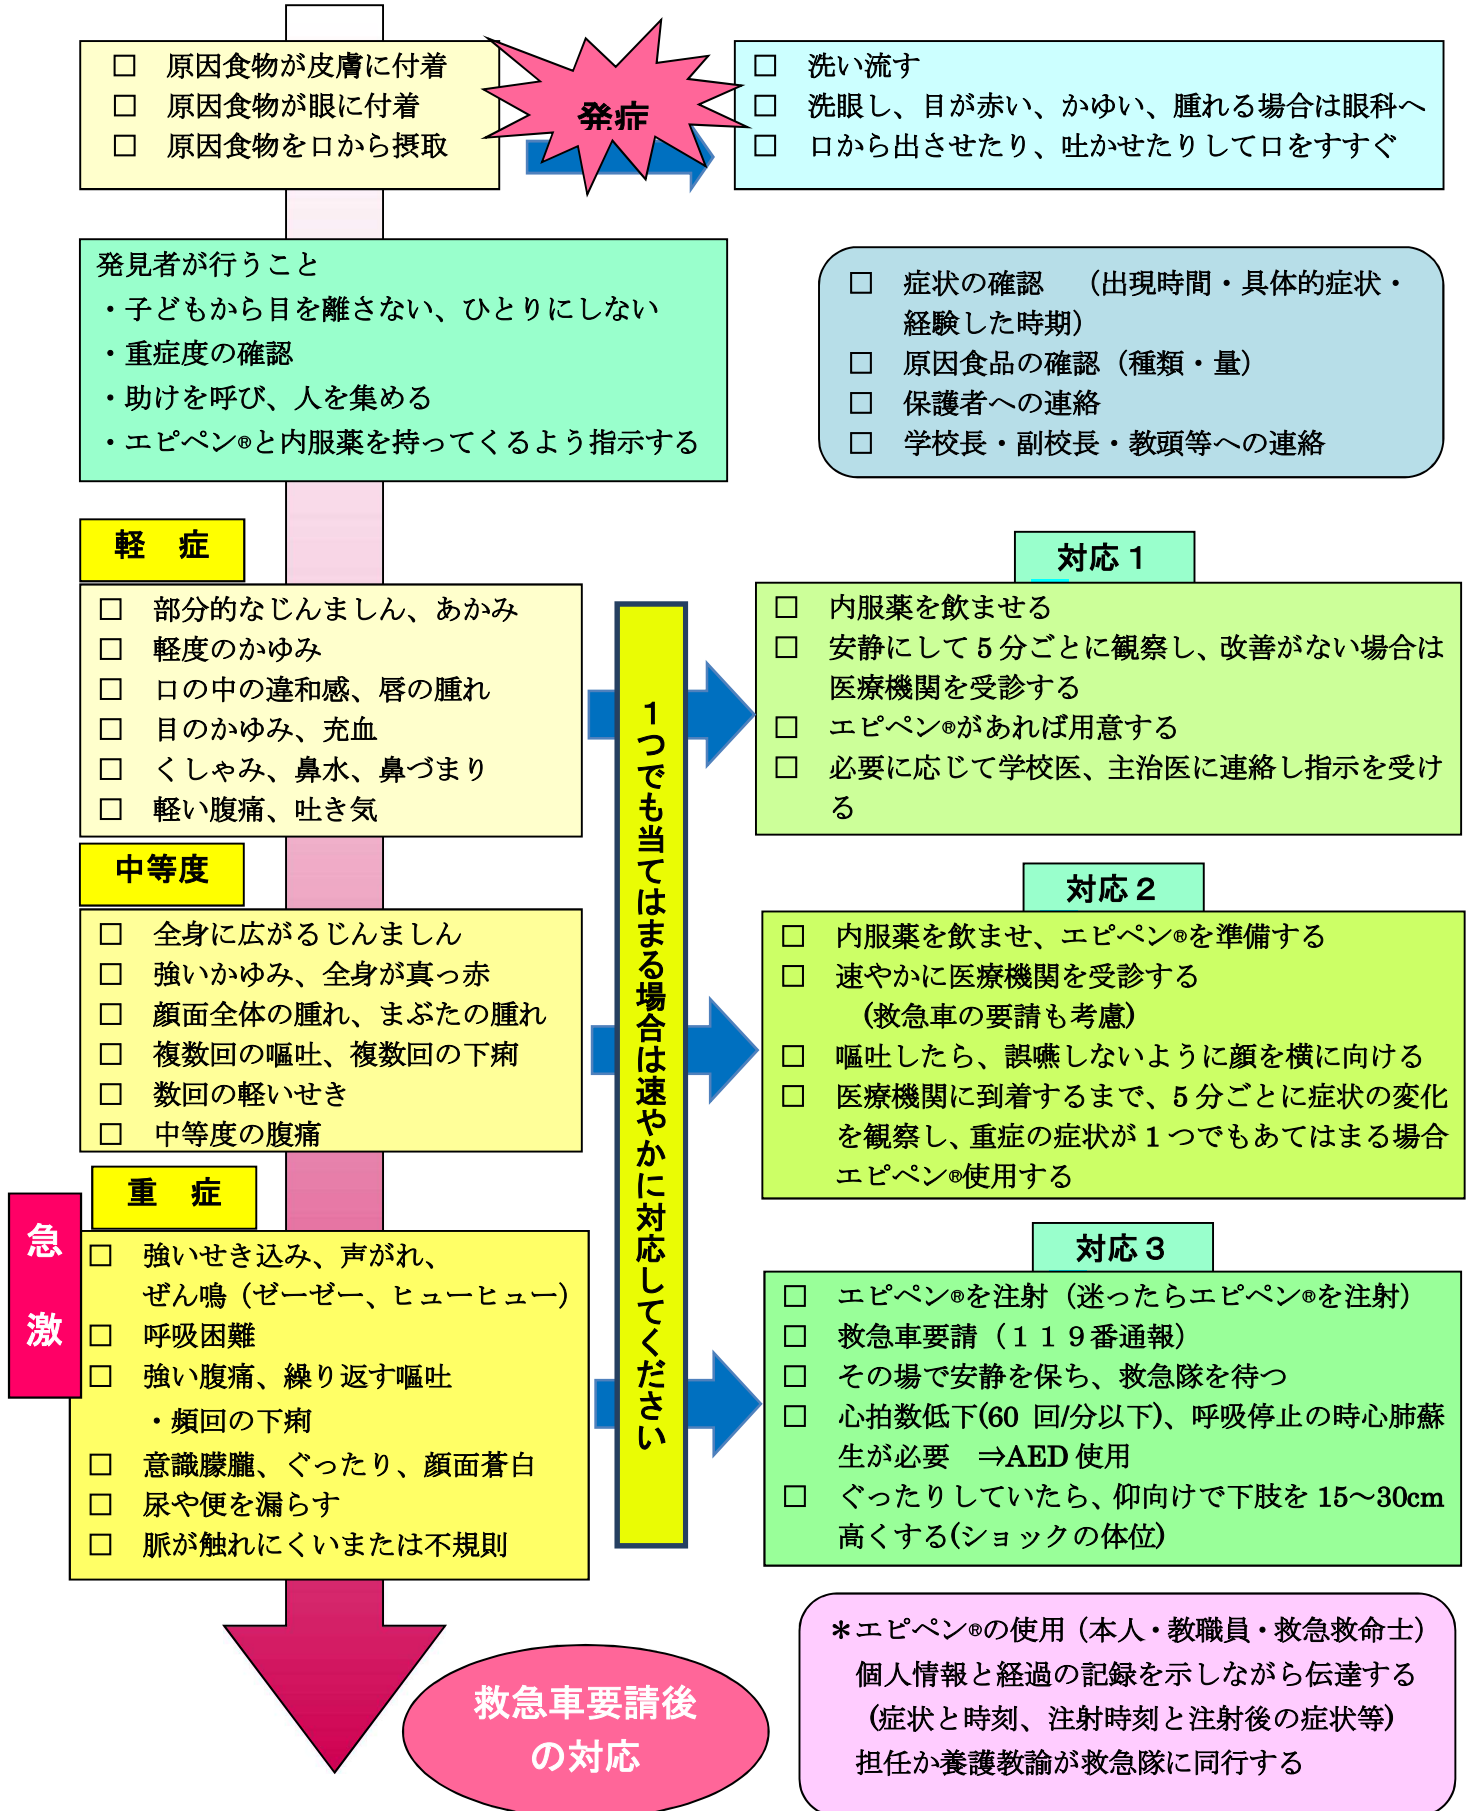 □ 原因食物が皮膚に付着
□ 原因食物が眼に付着
□ 原因食物を口から摂取
発症
□ 洗い流す
□ 洗眼し、目が赤い、かゆい、腫れる場合は眼科へ
□ 口から出させたり、吐かせたりして口をすすぐ
発見者が行うこと
・子どもから目を離さない、ひとりにしない
・重症度の確認
・助けを呼び、人を集める
・エピペン®と内服薬を持ってくるよう指示する
□ 症状の確認 （出現時間・具体的症状・
経験した時期）
□ 原因食品の確認（種類・量）
□ 保護者への連絡
□ 学校長・副校長・教頭等への連絡
軽 症
□ 部分的なじんましん、あかみ
□ 軽度のかゆみ
□ 口の中の違和感、唇の腫れ
□ 目のかゆみ、充血
□ くしゃみ、鼻水、鼻づまり
□ 軽い腹痛、吐き気
対応１
□ 内服薬を飲ませる
□ 安静にして 5 分ごとに観察し、改善がない場合は
医療機関を受診する
□ エピペン®があれば用意する
□ 必要に応じて学校医、主治医に連絡し指示を受け
る
１つでも当てはまる場合は速やかに対応してください
中等度
□ 全身に広がるじんましん
□ 強いかゆみ、全身が真っ赤
□ 顔面全体の腫れ、まぶたの腫れ
□ 複数回の嘔吐、複数回の下痢
□ 数回の軽いせき
□ 中等度の腹痛
対応２
□ 内服薬を飲ませ、エピペン®を準備する
□ 速やかに医療機関を受診する
(救急車の要請も考慮)
□ 嘔吐したら、誤嚥しないように顔を横に向ける
□ 医療機関に到着するまで、5 分ごとに症状の変化
を観察し、重症の症状が 1 つでもあてはまる場合
エピペン®使用する
急激
重 症
□ 強いせき込み、声がれ、
ぜん鳴（ゼーゼー、ヒューヒュー）
□ 呼吸困難
□ 強い腹痛、繰り返す嘔吐
・頻回の下痢
□ 意識朦朧、ぐったり、顔面蒼白
□ 尿や便を漏らす
□ 脈が触れにくいまたは不規則
対応３
□ エピペン®を注射（迷ったらエピペン®を注射）
□ 救急車要請（１１９番通報）
□ その場で安静を保ち、救急隊を待つ
□ 心拍数低下(60 回/分以下)、呼吸停止の時心肺蘇
生が必要 ⇒AED 使用
□ ぐったりしていたら、仰向けで下肢を 15～30cm
高くする(ショックの体位)
救急車要請後
の対応
＊エピペン®の使用（本人・教職員・救急救命士）
個人情報と経過の記録を示しながら伝達する
(症状と時刻、注射時刻と注射後の症状等)
担任か養護教諭が救急隊に同行する